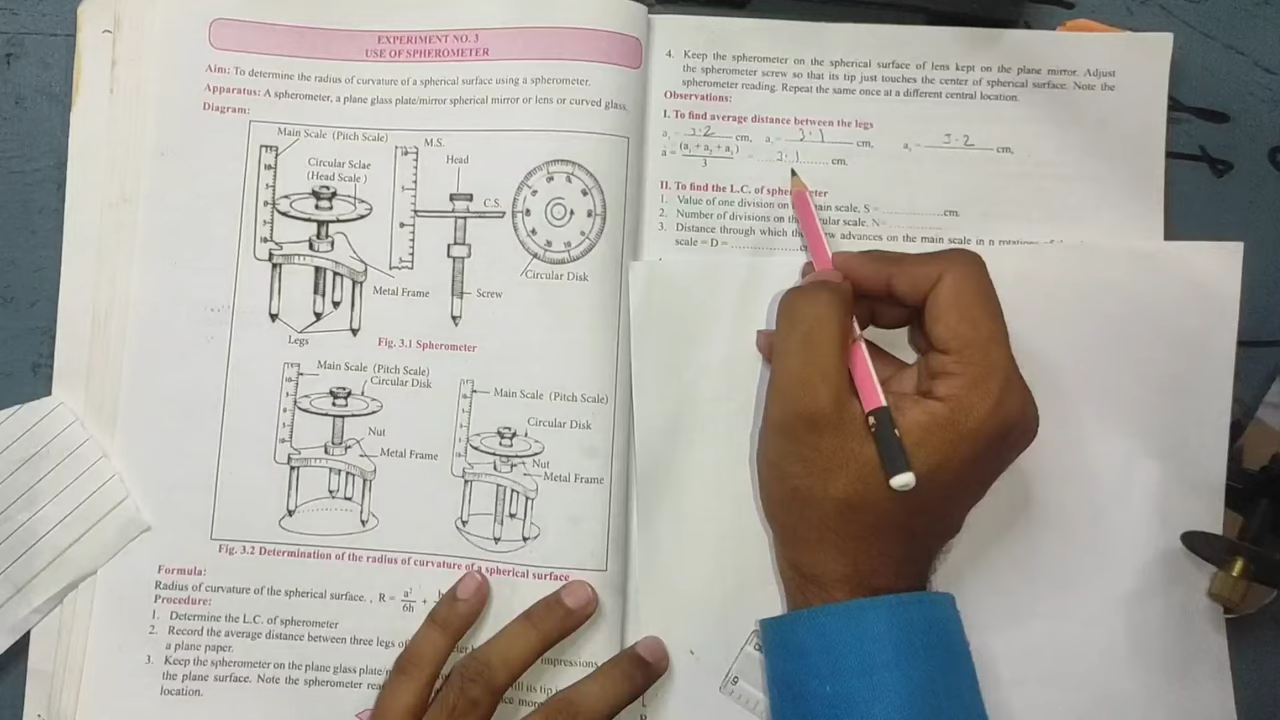 EXPERIMENT NO. 3
USE OF SPHEROMETER
Aim: To determine the radius of curvature of a spherical surface using a spherometer.
Apparatus: A spherometer, a plane glass plate/mirror spherical mirror or lens or curved glass.
Diagram:
Main Scale (Pitch Scale)
M.S.
Circular Sclae
(Head Scale )
Head
C.S.
Circular Disk
Metal Frame
Screw
Legs
Fig. 3.1 Spherometer
Main Scale (Pitch Scale)
Circular Disk
Main Scale (Pitch Scale)
Circular Disk
Nut
Metal Frame
Nut
Metal Frame
Fig. 3.2 Determination of the radius of curvature of a spherical surface
Formula:
Radius of curvature of the spherical surface. , R = a²/6h +
Procedure:
1. Determine the L.C. of spherometer
2. Record the average distance between three legs
impressions
a plane paper.
3. Keep the spherometer on the plane glass
the plane surface. Note the spherometer
its tip
location.
4. Keep the spherometer on the spherical surface of lens kept on the plane mirror. Adjust
the spherometer screw so that its tip just touches the center of spherical surface. Note the
spherometer reading. Repeat the same once at a different central location.
Observations:
I. To find average distance between the legs
a₁ = 3.2 cm, a₂ = 3.1 cm, a₃ = 3.2 cm,
a = (a₁ + a₂ + a₃)/3 = 3.1 cm.
II. To find the L.C. of spherometer
1. Value of one division on main scale, S = ..............cm.
2. Number of divisions on the circular scale, N= ..............
3. Distance through which the screw advances on the main scale in n
scale = D = ..................